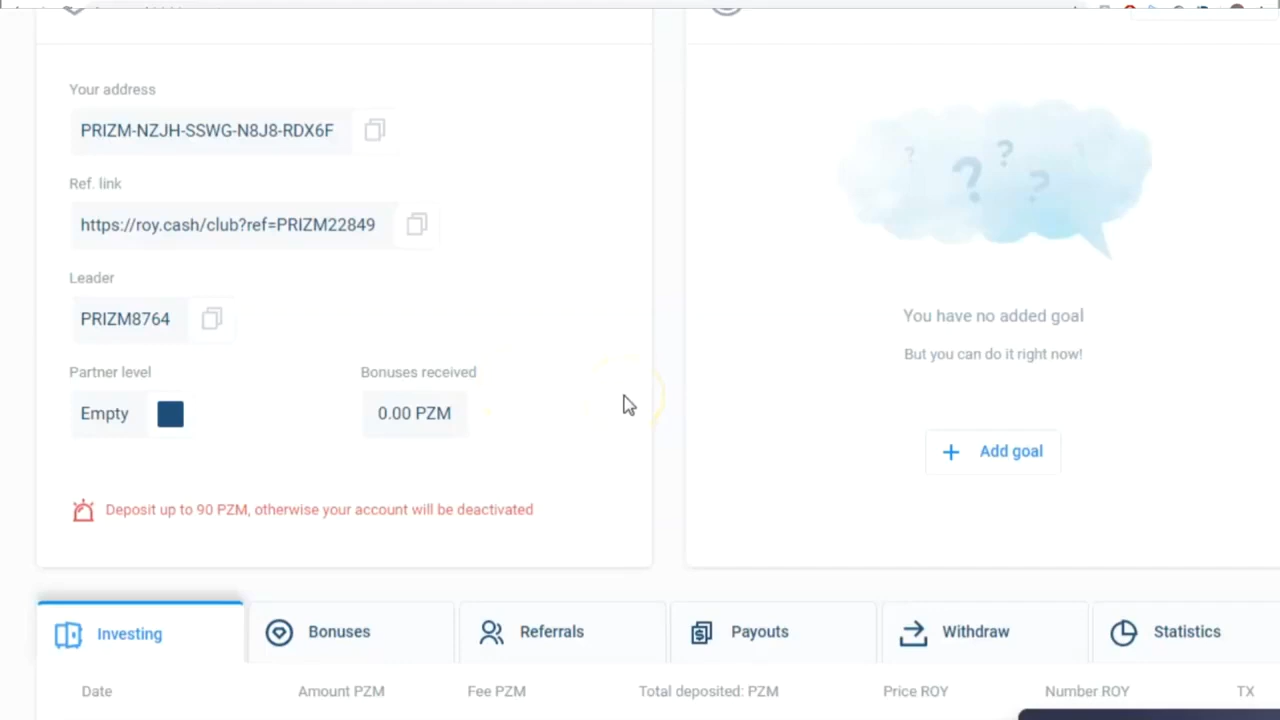 Your address
PRIZM-NZJH-SSWG-N8J8-RDX6F
Ref. link
https://roy.cash/club?ref=PRIZM22849
Leader
PRIZM8764
Partner level
Bonuses received
Empty
0.00 PZM
Deposit up to 90 PZM, otherwise your account will be deactivated
? ? ? ?
You have no added goal
But you can do it right now!
+ Add goal
Investing
Bonuses
Referrals
Payouts
Withdraw
Statistics
Date
Amount PZM
Fee PZM
Total deposited: PZM
Price ROY
Number ROY
TX